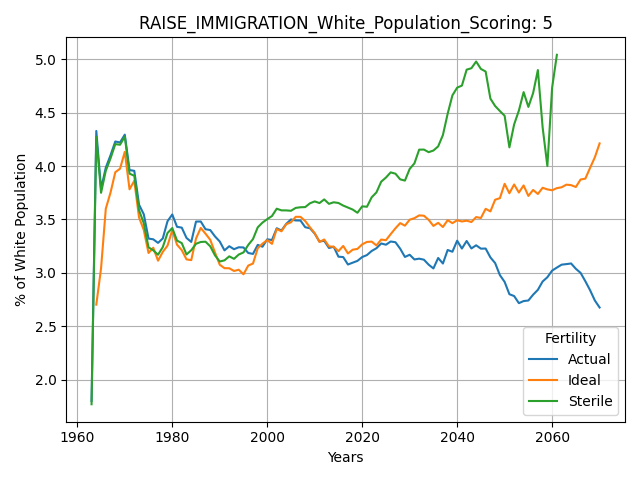 RAISE_IMMIGRATION_White_Population_Scoring: 5
% of White Population
5.0
4.5
4.0
3.5
3.0
2.5
2.0
Fertility
Actual
Ideal
Sterile
1960 1980 2000 2020 2040 2060
Years